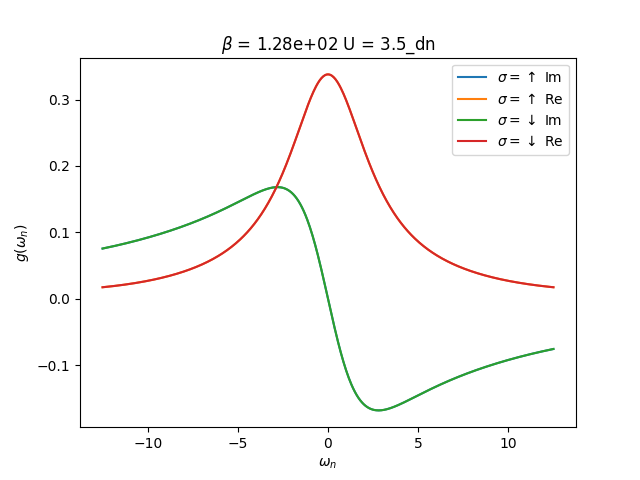 β = 1.28e+02 U = 3.5_dn
σ = ↑ Im
σ = ↑ Re
σ = ↓ Im
σ = ↓ Re
g(ωₙ)
0.3
0.2
0.1
0.0
−0.1
−10
−5
0
5
10
ωₙ